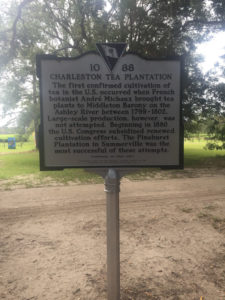 10 88
CHARLESTON TEA PLANTATION
The first confirmed cultivation of
tea in the U.S. occurred when French
botanist André Michaux brought tea
plants to Middleton Barony on the
Ashley River between 1799-1802.
Large-scale production, however, was
not attempted. Beginning in 1880
the U.S. Congress subsidized renewed
cultivation efforts. The Pinehurst
Plantation in Summerville was the
most successful of these attempts.